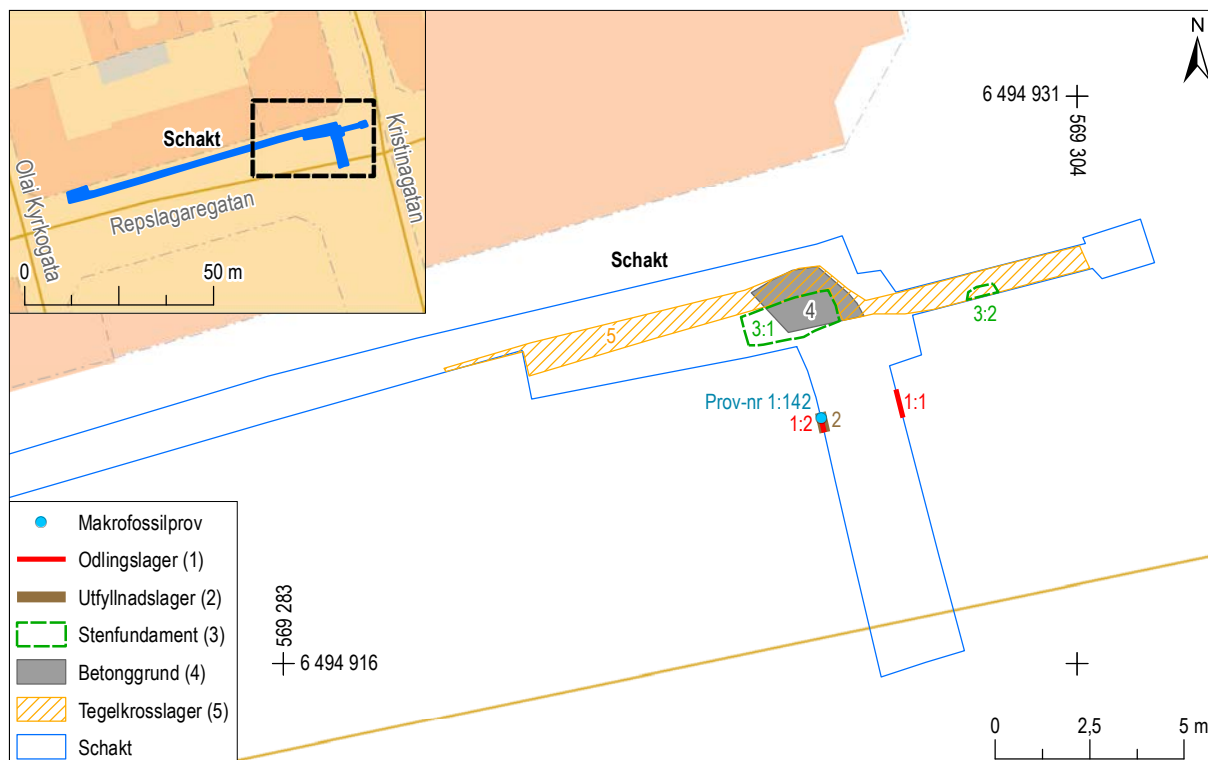 Schakt
Olai Kyrkogata
Repslagaregatan
Kristinagatan
0
50 m
N
6 494 931
569 304
Schakt
5
3:1
4
3:2
Prov-nr 1:142
1:2
2
1:1
569 283
6 494 916
Makrofossilprov
Odlingslager (1)
Utfyllnadslager (2)
Stenfundament (3)
Betonggrund (4)
Tegelkrosslager (5)
Schakt
0
2,5
5 m